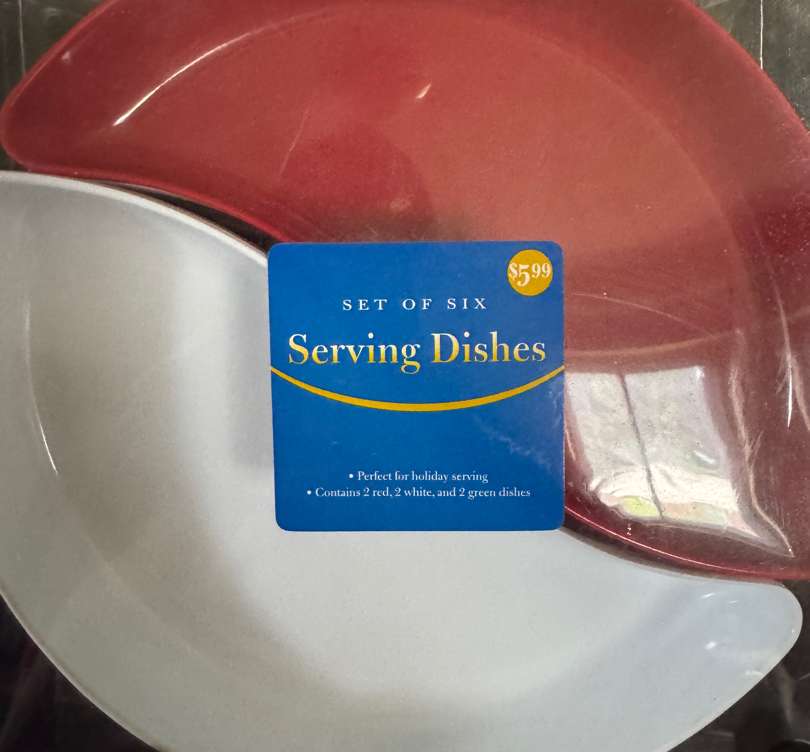 $5.99
SET OF SIX
Serving Dishes
• Perfect for holiday serving
• Contains 2 red, 2 white, and 2 green dishes